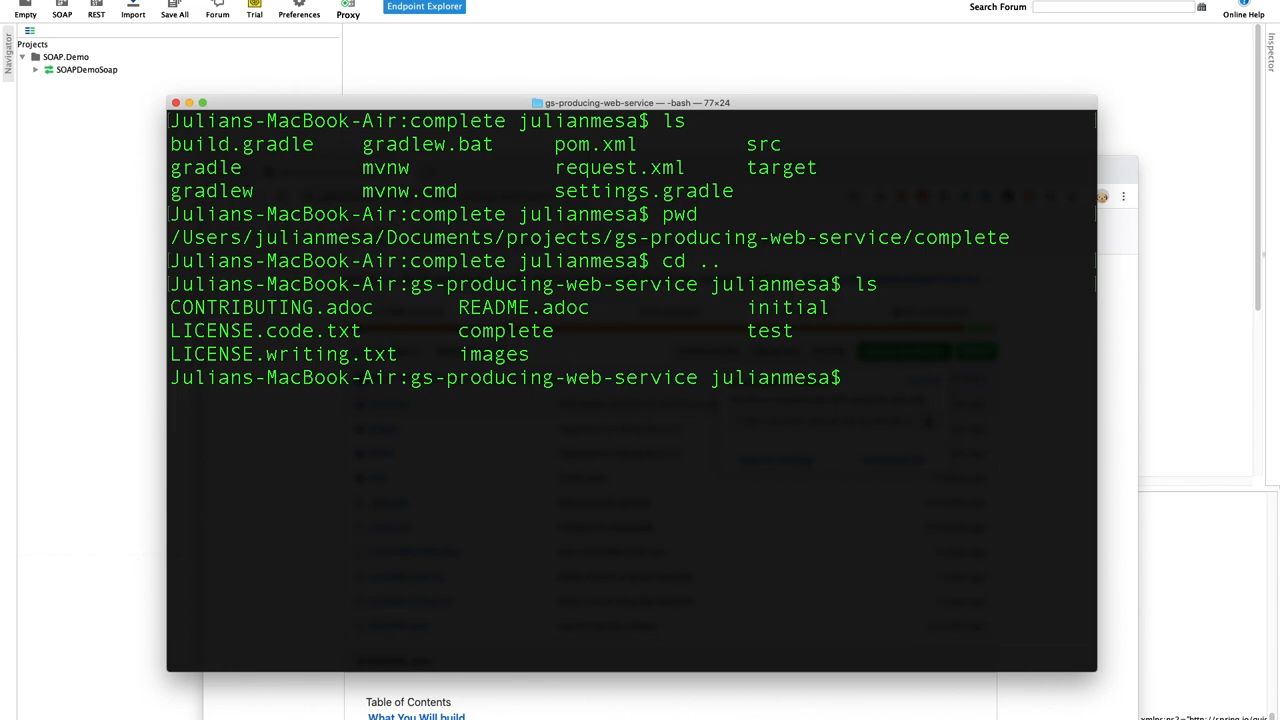 Empty SOAP REST Import Save All Forum Trial Preferences Proxy
Endpoint Explorer
Search Forum
Online Help
Navigator
Projects
SOAP.Demo
SOAPDemoSoap
Inspector
gs-producing-web-service — -bash — 77×24
Julians-MacBook-Air:complete julianmesa$ ls
build.gradle gradlew.bat pom.xml src
gradle mvnw request.xml target
gradlew mvnw.cmd settings.gradle
Julians-MacBook-Air:complete julianmesa$ pwd
/Users/julianmesa/Documents/projects/gs-producing-web-service/complete
Julians-MacBook-Air:complete julianmesa$ cd ..
Julians-MacBook-Air:gs-producing-web-service julianmesa$ ls
CONTRIBUTING.adoc README.adoc initial
LICENSE.code.txt complete test
LICENSE.writing.txt images
Julians-MacBook-Air:gs-producing-web-service julianmesa$
Table of Contents
What You Will build